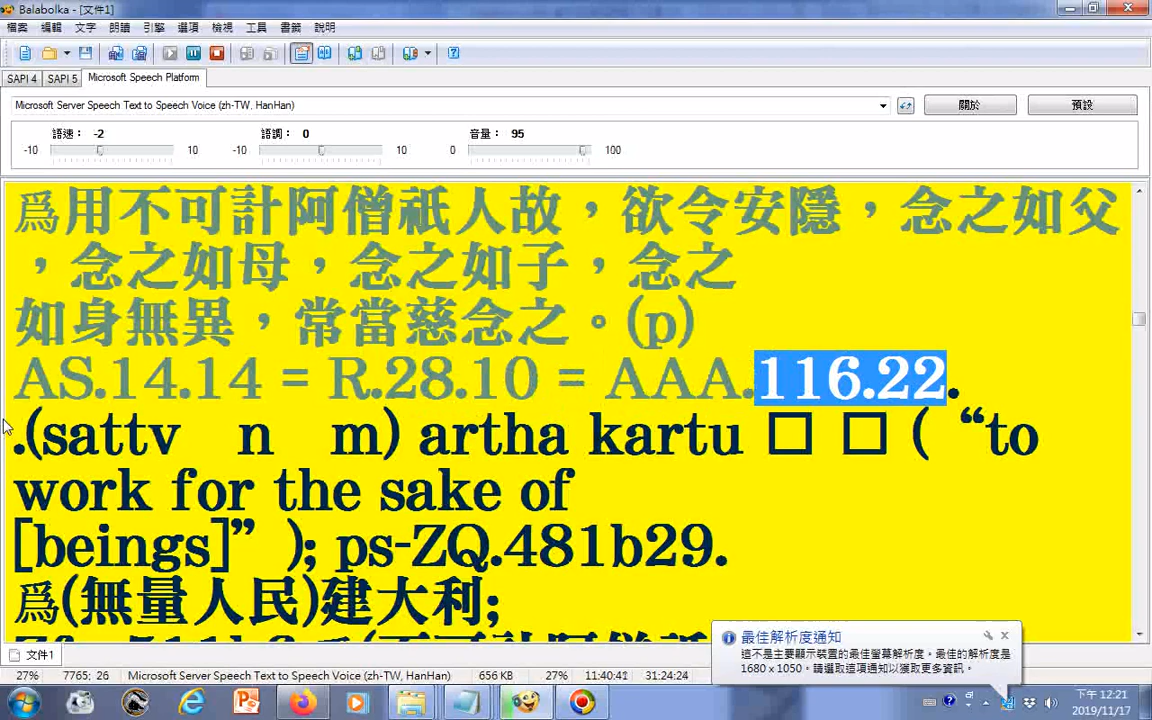 Balabolka - [文件1]
檔案 編輯 文字 朗讀 引擎 選項 檢視 工具 書籤 說明
SAPI 4 SAPI 5 Microsoft Speech Platform
Microsoft Server Speech Text to Speech Voice (zh-TW, HanHan)
關於 預設
語速： -2 語調： 0 音量： 95
-10 10 -10 10 0 100
爲用不可計阿僧祇人故，欲令安隱，念之如父
，念之如母，念之如子，念之
如身無異，常當慈念之。(p)
AS.14.14 = R.28.10 = AAA.116.22.
.(sattv n m) artha kartu □ □ ( “to
work for the sake of
[beings]” ); ps-ZQ.481b29.
爲(無量人民)建大利;
最佳解析度通知
這不是主要顯示裝置的最佳螢幕解析度。最佳的解析度是
1680 x 1050。請選取這項通知以獲取更多資訊。
文件1
27% 7765; 26 Microsoft Server Speech Text to Speech Voice (zh-TW, HanHan) 656 KB 27% 11:40:41 31:24:24
下午 12:21
2019/11/17